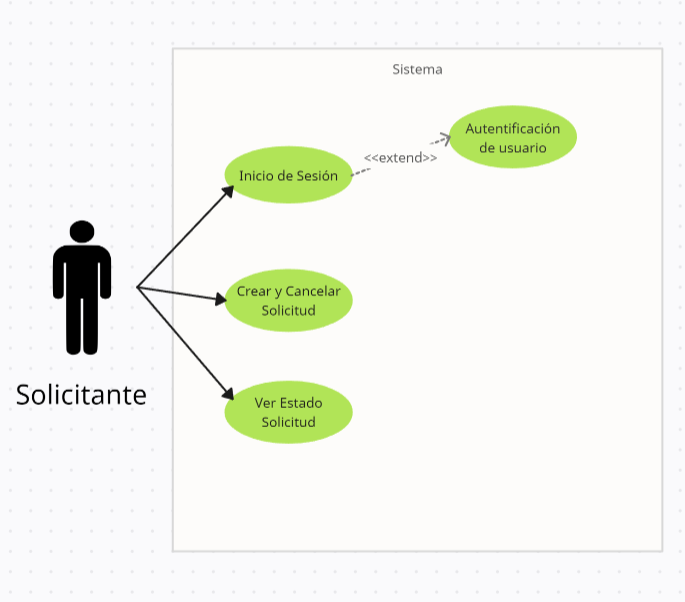 Sistema
Autentificación
de usuario
<<extend>>
Inicio de Sesión
Crear y Cancelar
Solicitud
Solicitante
Ver Estado
Solicitud